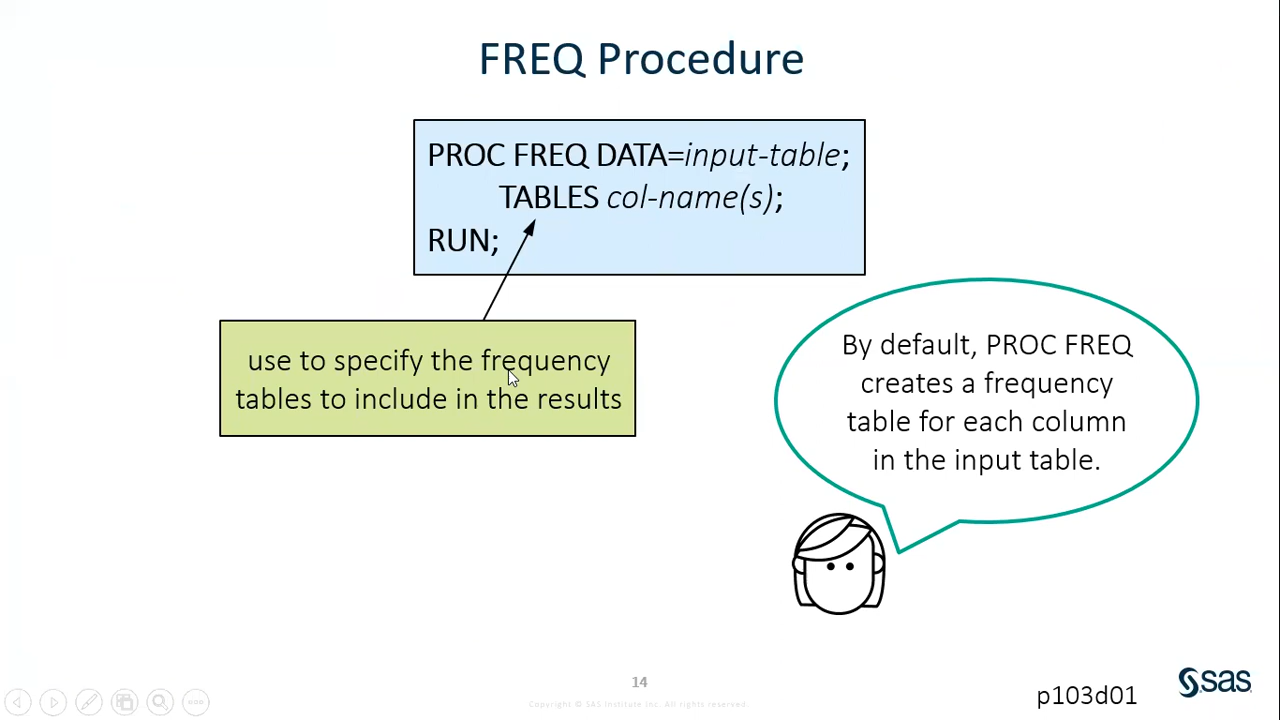 FREQ Procedure
PROC FREQ DATA=input-table;
TABLES col-name(s);
RUN;
use to specify the frequency
tables to include in the results
By default, PROC FREQ
creates a frequency
table for each column
in the input table.
14
Copyright © SAS Institute Inc. All rights reserved.
p103d01
sas